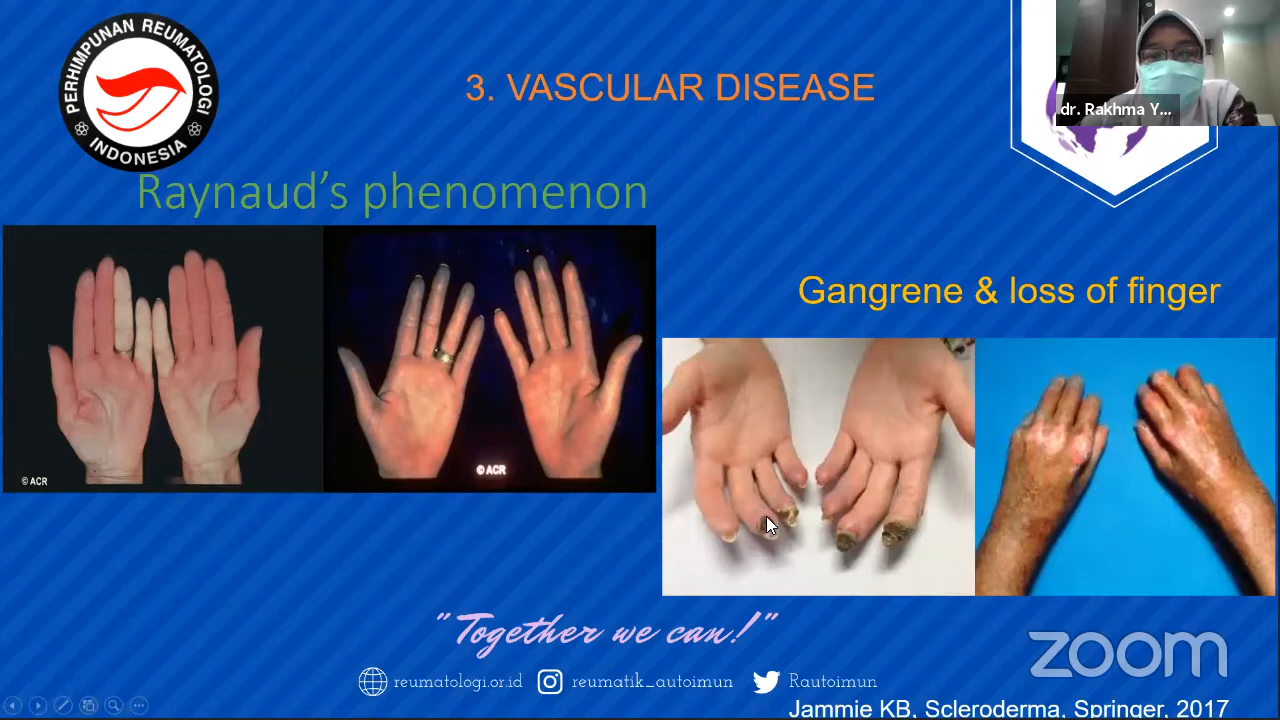 PERHIMPUNAN REUMATOLOGI
INDONESIA
3. VASCULAR DISEASE
dr. Rakhma Y...
Raynaud's phenomenon
Gangrene & loss of finger
© ACR
© ACR
"Together we can!"
reumatologi.or.id
reumatik_autoimun
Rautoimun
zoom
Jammie KB, Scleroderma, Springer, 2017